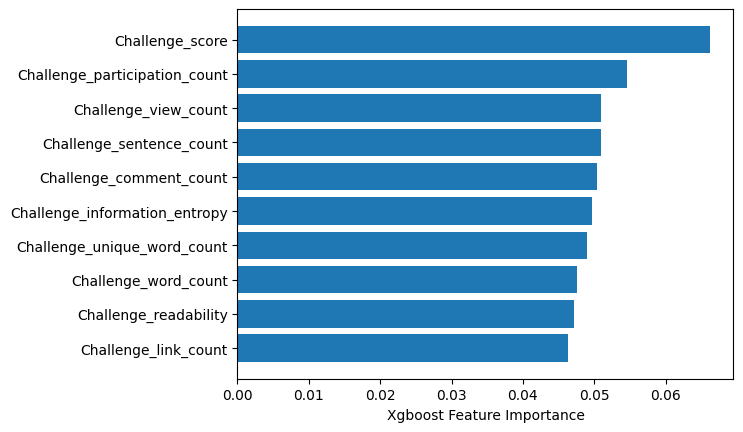 Challenge_score
Challenge_participation_count
Challenge_view_count
Challenge_sentence_count
Challenge_comment_count
Challenge_information_entropy
Challenge_unique_word_count
Challenge_word_count
Challenge_readability
Challenge_link_count
0.00 0.01 0.02 0.03 0.04 0.05 0.06
Xgboost Feature Importance